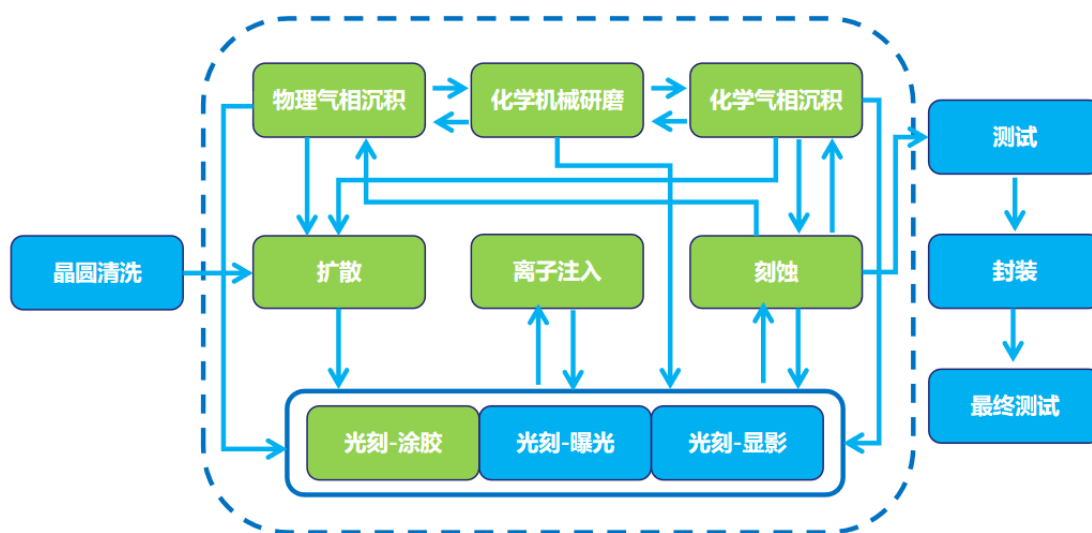 物理气相沉积
化学机械研磨
化学气相沉积
测试
晶圆清洗
扩散
离子注入
刻蚀
封装
光刻-涂胶
光刻-曝光
光刻-显影
最终测试